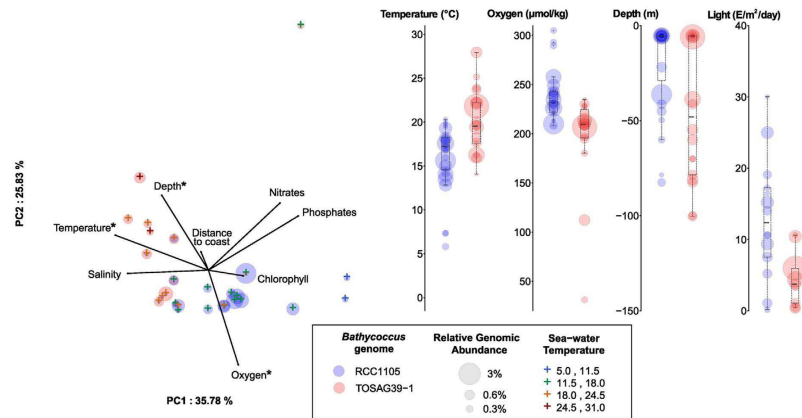 Temperature (°C)
Oxygen (µmol/kg)
Depth (m)
Light (E/m²/day)
30
25
20
15
10
5
0
300
250
200
150
100
50
0
0
−50
−100
−150
40
30
20
10
0
PC2 : 25.83 %
Depth*
Nitrates
Phosphates
Temperature*
Distance
to coast
Salinity
Chlorophyll
Oxygen*
PC1 : 35.78 %
Bathycoccus
genome
RCC1105
TOSAG39−1
Relative Genomic
Abundance
3%
0.6%
0.3%
Sea−water
Temperature
5.0 , 11.5
11.5 , 18.0
18.0 , 24.5
24.5 , 31.0